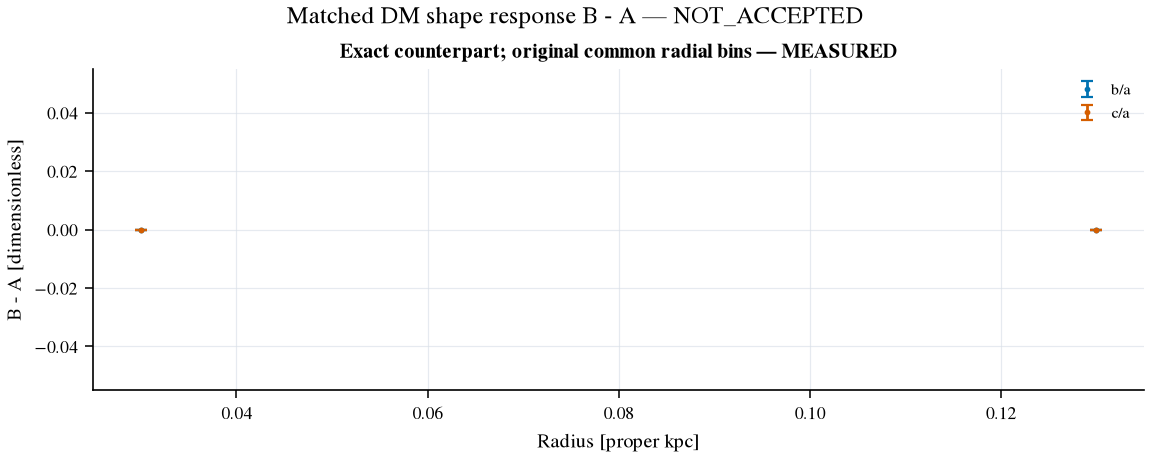 Matched DM shape response B - A — NOT_ACCEPTED
Exact counterpart; original common radial bins — MEASURED
b/a
c/a
0.04
0.02
0.00
−0.02
−0.04
B - A [dimensionless]
0.04 0.06 0.08 0.10 0.12
Radius [proper kpc]